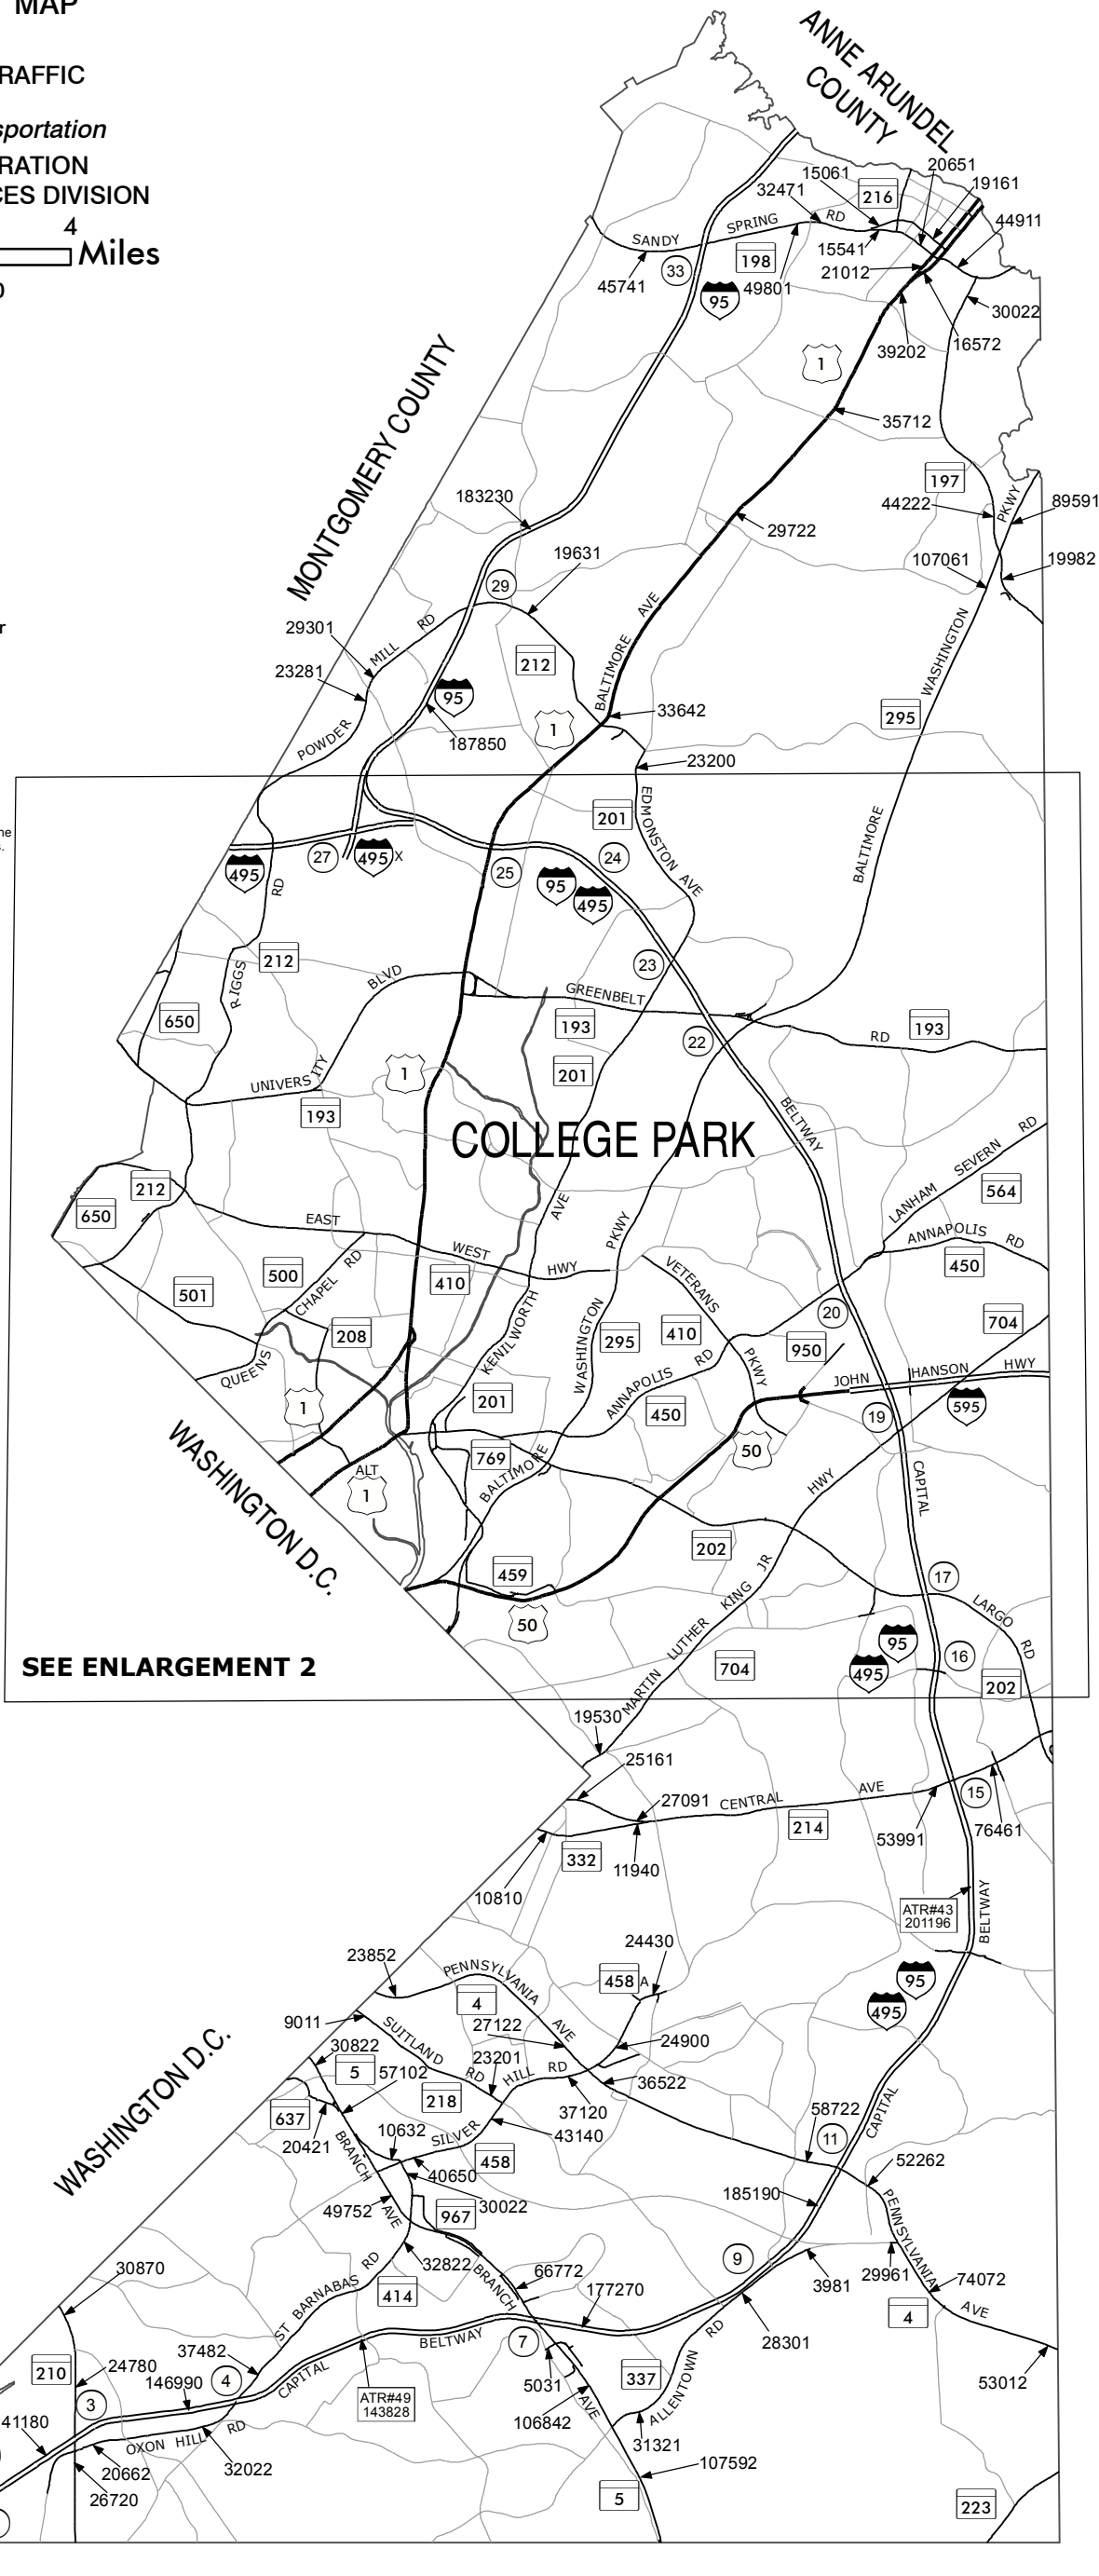 MAP
RAFFIC
sportation
RATION
CES DIVISION
4
Miles
0
ANNE ARUNDEL
COUNTY
20651
15061
19161
32471
216
44911
SPRING
RD
SANDY
15541
198
21012
45741
33
95
49801
30022
39202
16572
1
MONTGOMERY COUNTY
35712
197
183230
44222
PKWY
89591
29722
19631
107061
19982
29
AVE
r
29301
MILL
RD
212
BALTIMORE
WASHINGTON
23281
95
295
33642
1
POWDER
187850
23200
EDMONSTON AVE
201
BALTIMORE
he
s.
27
495
X
24
495
25
95
495
RD
212
23
BLVD
RIGGS
GREENBELT
650
193
193
22
RD
1
201
UNIVERSITY
193
BELTWAY
COLLEGE PARK
RD
SEVERN
LANHAM
564
212
650
AVE
EAST
WEST
HWY
PKWY
ANNAPOLIS
RD
450
500
CHAPEL
RD
410
VETERANS
501
KENILWORTH
20
704
208
WASHINGTON
295
410
950
QUEENS
RD
PKWY
JOHN
HANSON
HWY
1
201
ANNAPOLIS
450
19
595
WASHINGTON D.C.
ALT
1
769
BALTIMORE
50
HWY
CAPITAL
202
459
JR
17
KING
LARGO
RD
50
LUTHER
95
16
SEE ENLARGEMENT 2
704
495
202
MARTIN
19530
25161
27091
CENTRAL
AVE
15
214
53991
76461
332
11940
10810
ATR#43
201196
BELTWAY
24430
23852
PENNSYLVANIA
458
A
95
495
4
9011
SUITLAND
27122
AVE
24900
30822
23201
RD
HILL
RD
5
57102
36522
218
637
37120
58722
CAPITAL
20421
10632
SILVER
43140
11
BRANCH
458
52262
40650
30022
185190
49752
AVE
967
PENNSYLVANIA
9
30870
RD
32822
BRANCH
66772
ST BARNABAS
414
177270
3981
29961
74072
4
AVE
37482
BELTWAY
7
RD
28301
210
24780
4
CAPITAL
5031
337
53012
3
146990
ATR#49
143828
106842
AVE
ALLENTOWN
41180
RD
OXON HILL
31321
20662
32022
107592
26720
5
223